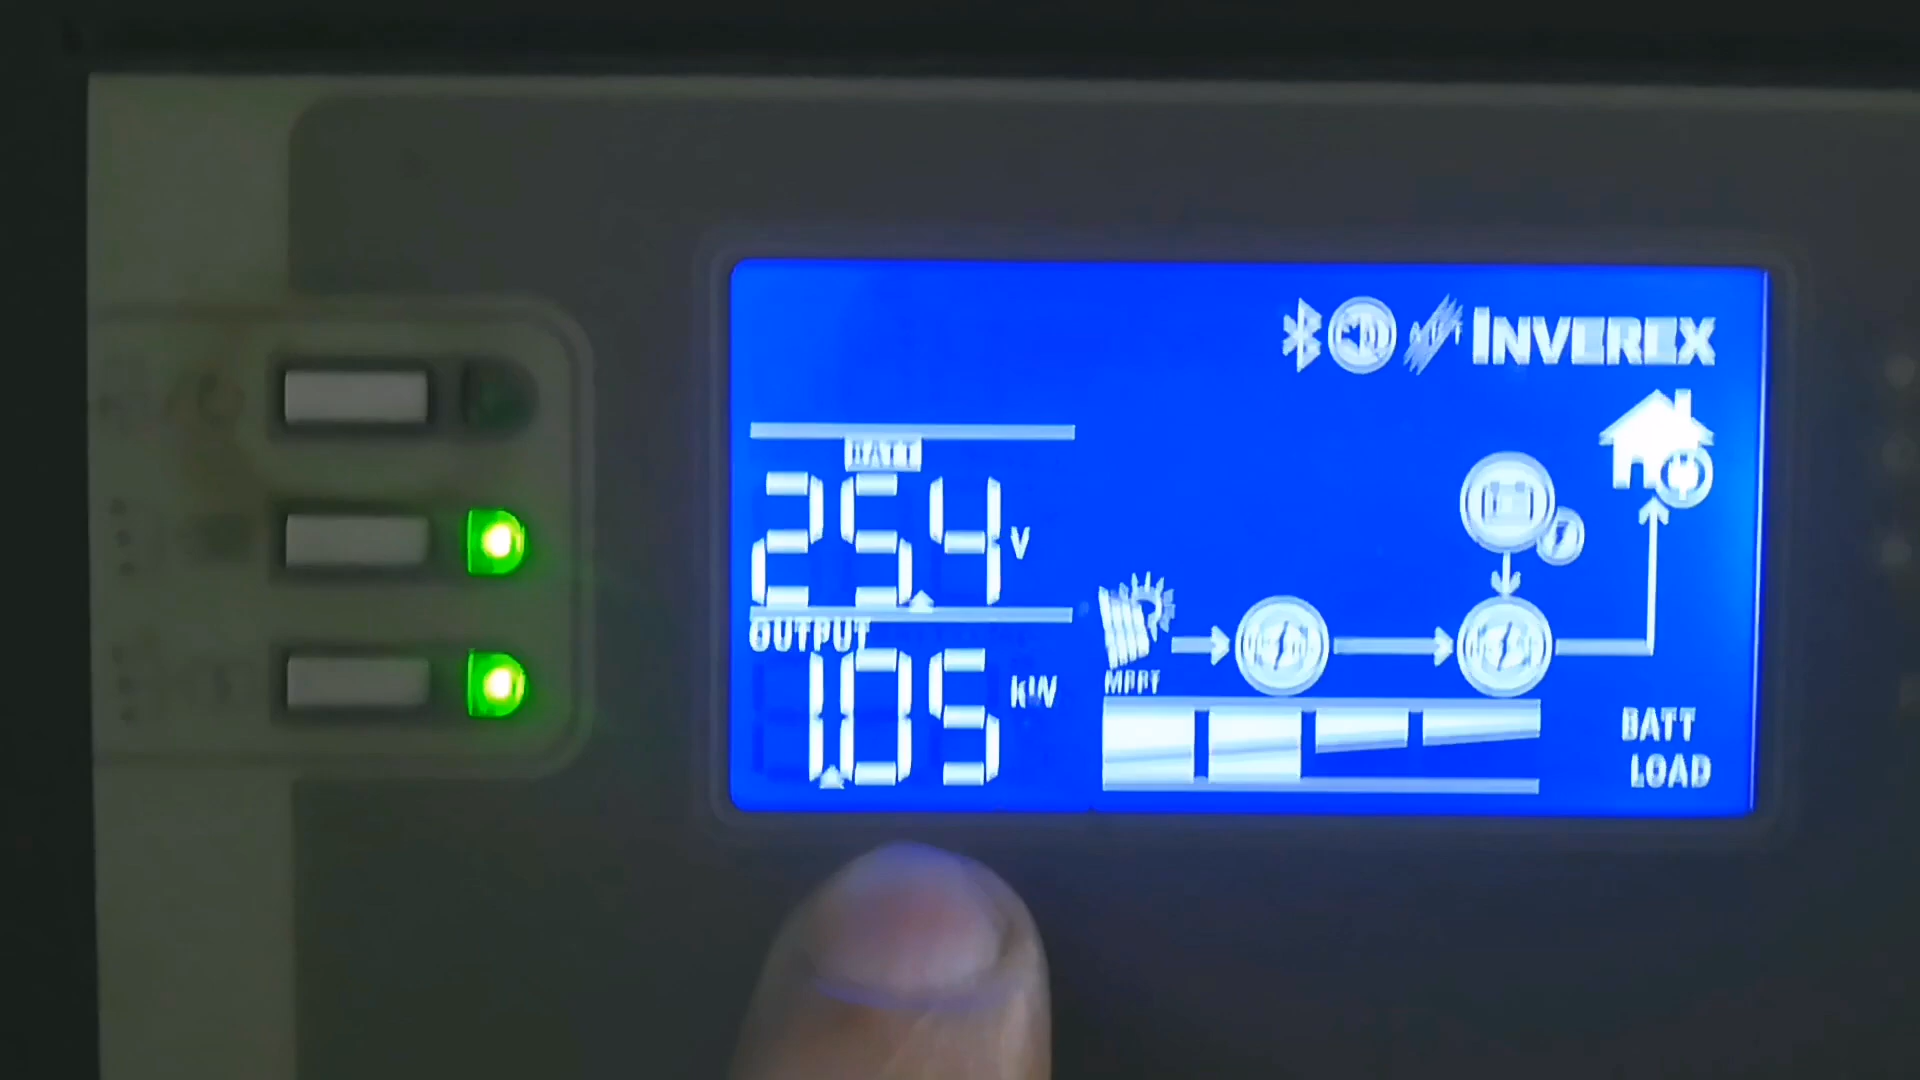 INVEREX
BATT
25.4 V
OUTPUT
1.05 kW
MPPT
BATT
LOAD